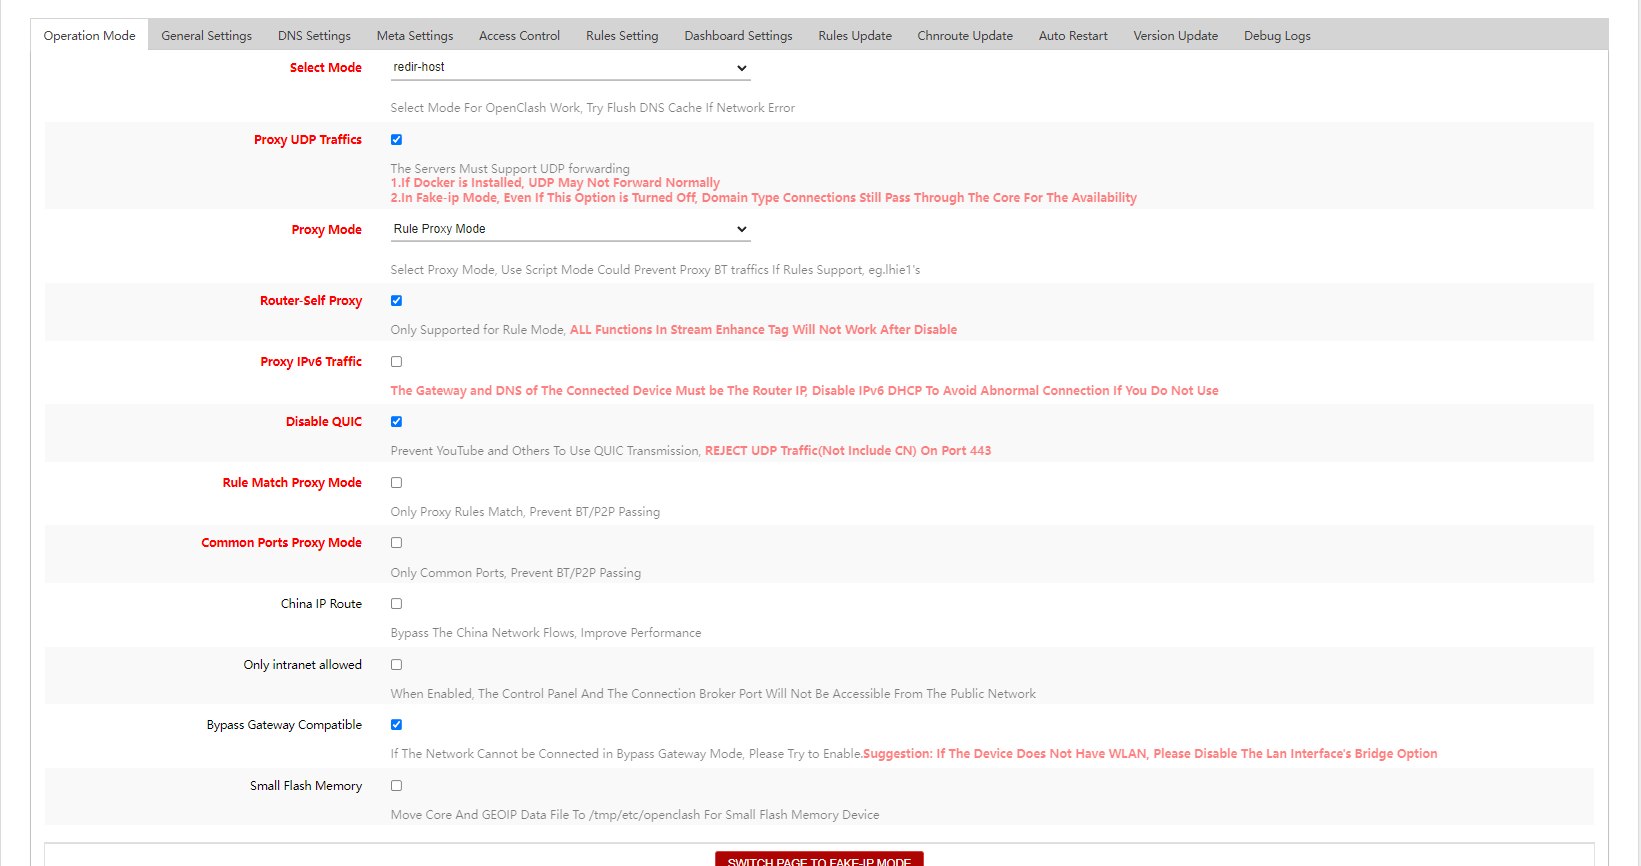 Operation Mode General Settings DNS Settings Meta Settings Access Control Rules Setting Dashboard Settings Rules Update Chnroute Update Auto Restart Version Update Debug Logs
Select Mode redir-host
Select Mode For OpenClash Work, Try Flush DNS Cache If Network Error
Proxy UDP Traffics
The Servers Must Support UDP forwarding
1.If Docker is Installed, UDP May Not Forward Normally
2.In Fake-ip Mode, Even If This Option is Turned Off, Domain Type Connections Still Pass Through The Core For The Availability
Proxy Mode Rule Proxy Mode
Select Proxy Mode, Use Script Mode Could Prevent Proxy BT traffics If Rules Support, eg.lhie1's
Router-Self Proxy
Only Supported for Rule Mode, ALL Functions In Stream Enhance Tag Will Not Work After Disable
Proxy IPv6 Traffic
The Gateway and DNS of The Connected Device Must be The Router IP, Disable IPv6 DHCP To Avoid Abnormal Connection If You Do Not Use
Disable QUIC
Prevent YouTube and Others To Use QUIC Transmission, REJECT UDP Traffic(Not Include CN) On Port 443
Rule Match Proxy Mode
Only Proxy Rules Match, Prevent BT/P2P Passing
Common Ports Proxy Mode
Only Common Ports, Prevent BT/P2P Passing
China IP Route
Bypass The China Network Flows, Improve Performance
Only intranet allowed
When Enabled, The Control Panel And The Connection Broker Port Will Not Be Accessible From The Public Network
Bypass Gateway Compatible
If The Network Cannot be Connected in Bypass Gateway Mode, Please Try to Enable.Suggestion: If The Device Does Not Have WLAN, Please Disable The Lan Interface's Bridge Option
Small Flash Memory
Move Core And GEOIP Data File To /tmp/etc/openclash For Small Flash Memory Device
SWITCH PAGE TO FAKE-IP MODE